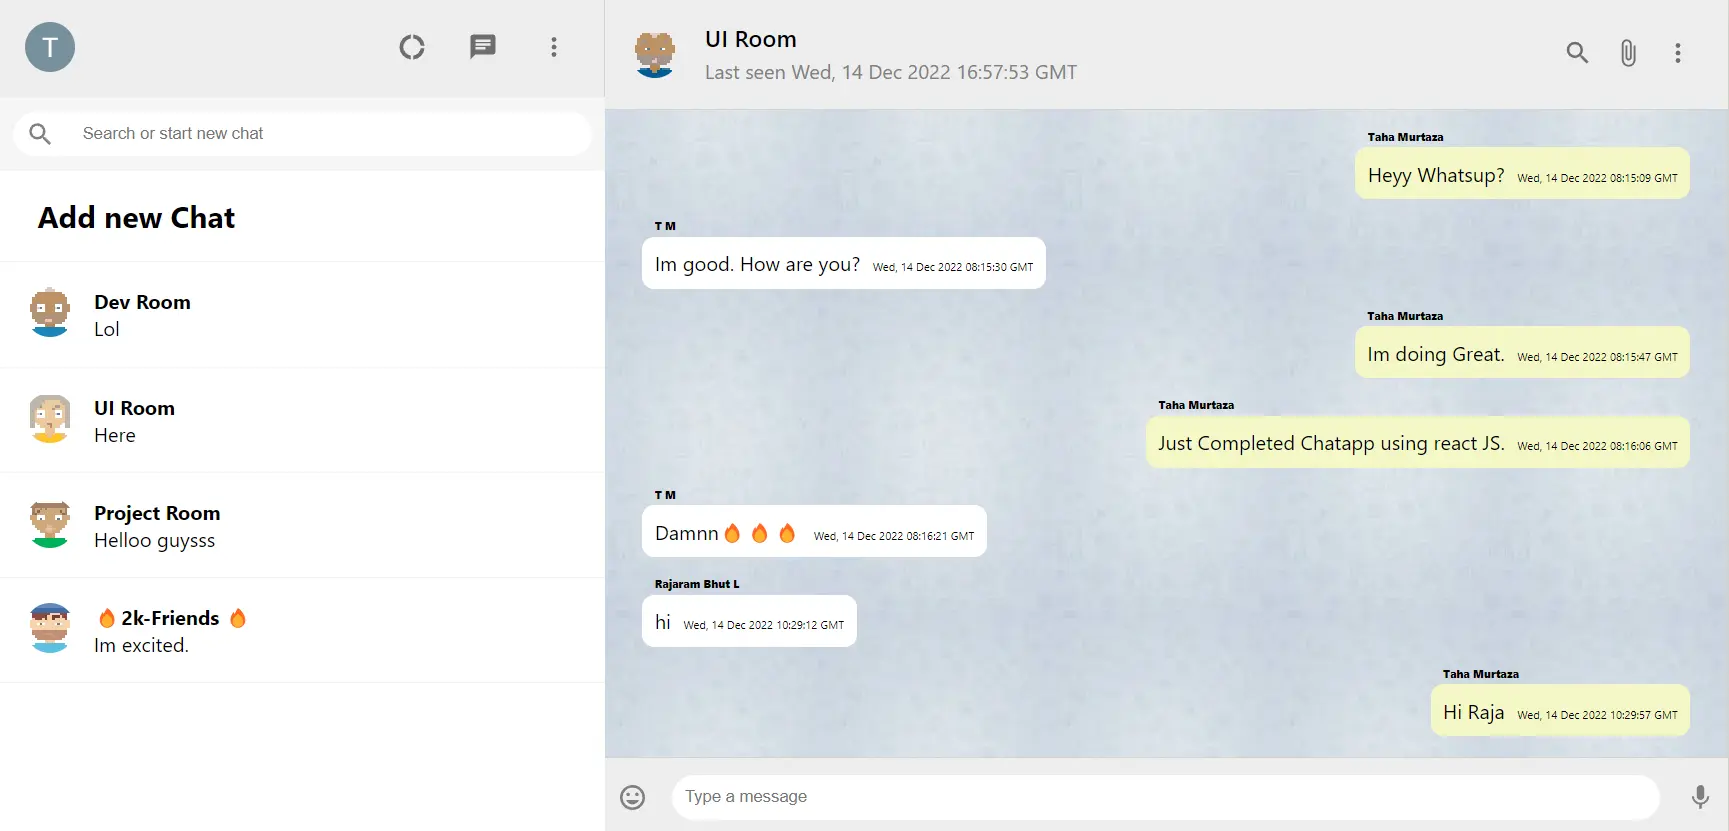 T
Search or start new chat
Add new Chat
Dev Room
Lol
UI Room
Here
Project Room
Helloo guysss
🔥2k-Friends 🔥
Im excited.
UI Room
Last seen Wed, 14 Dec 2022 16:57:53 GMT
Taha Murtaza
Heyy Whatsup? Wed, 14 Dec 2022 08:15:09 GMT
T M
Im good. How are you? Wed, 14 Dec 2022 08:15:30 GMT
Taha Murtaza
Im doing Great. Wed, 14 Dec 2022 08:15:47 GMT
Taha Murtaza
Just Completed Chatapp using react JS. Wed, 14 Dec 2022 08:16:06 GMT
T M
Damnn🔥 🔥 🔥 Wed, 14 Dec 2022 08:16:21 GMT
Rajaram Bhut L
hi Wed, 14 Dec 2022 10:29:12 GMT
Taha Murtaza
Hi Raja Wed, 14 Dec 2022 10:29:57 GMT
Type a message